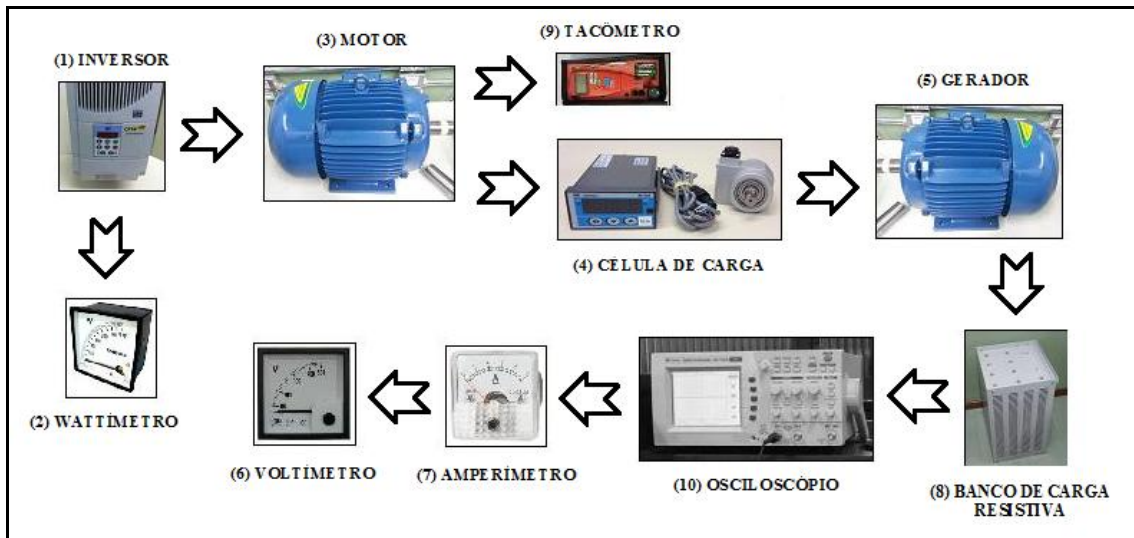 (9) TACÔMETRO
(3) MOTOR
(1) INVERSOR
(5) GERADOR
(4) CÉLULA DE CARGA
(2) WATTÍMETRO
(6) VOLTÍMETRO
(7) AMPERÍMETRO
(10) OSCILOSCÓPIO
(8) BANCO DE CARGA
RESISTIVA